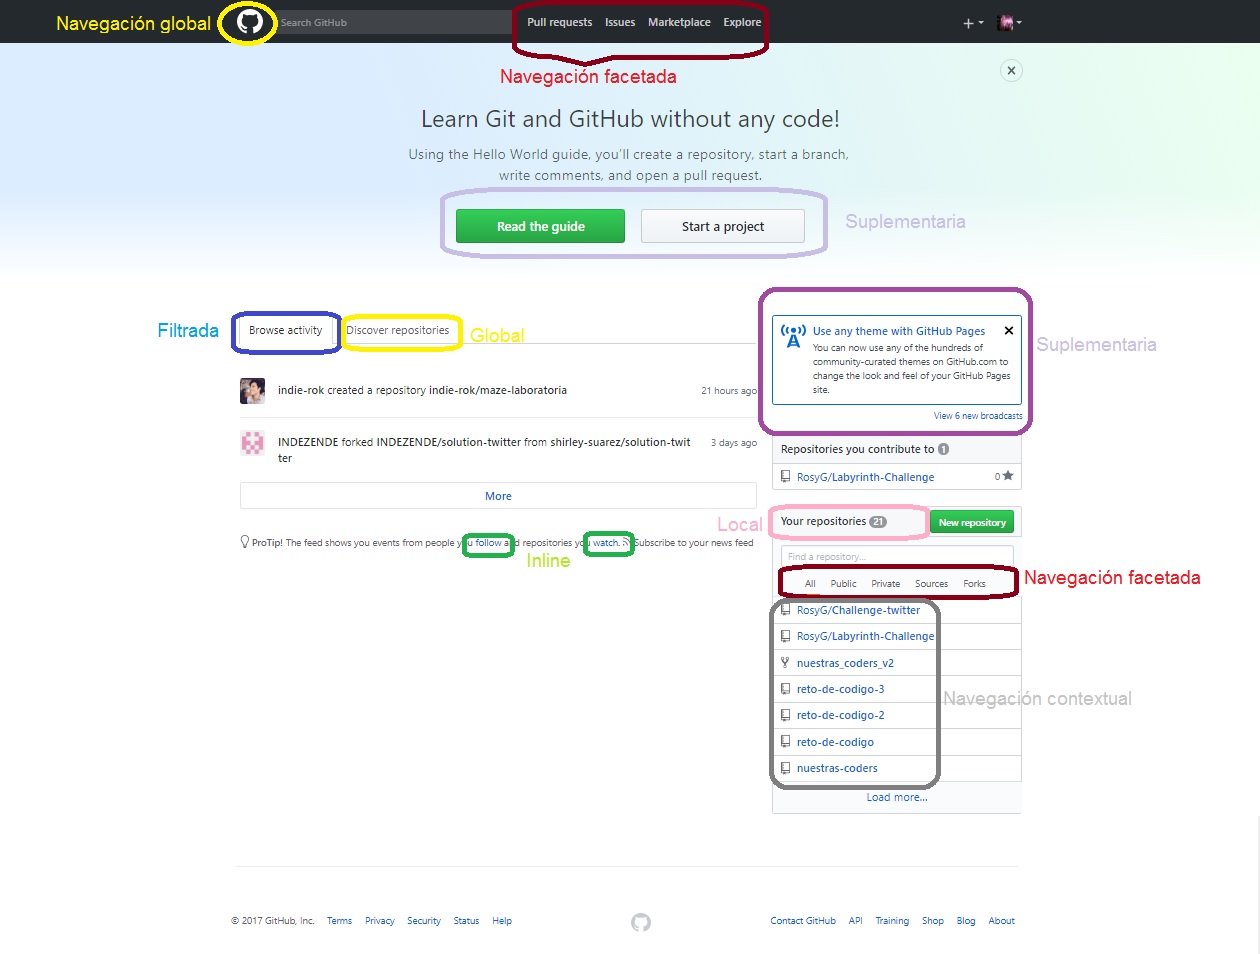 Navegación global
Search GitHub
Pull requests Issues Marketplace Explore
Navegación facetada
Learn Git and GitHub without any code!
Using the Hello World guide, you’ll create a repository, start a branch,
write comments, and open a pull request.
Read the guide
Start a project
Suplementaria
Filtrada
Browse activity
Discover repositories
Global
indie-rok created a repository indie-rok/maze-laboratoria
21 hours ago
INDEZENDE forked INDEZENDE/solution-twitter from shirley-suarez/solution-twit
ter
3 days ago
More
ProTip! The feed shows you events from people you follow and repositories you watch.
Subscribe to your news feed
Inline
Use any theme with GitHub Pages
You can now use any of the hundreds of
community-curated themes on GitHub.com to
change the look and feel of your GitHub Pages
site.
View 6 new broadcasts
Suplementaria
Repositories you contribute to 1
RosyG/Labyrinth-Challenge
0
Local
Your repositories 21
New repository
Find a repository...
All Public Private Sources Forks
Navegación facetada
RosyG/Challenge-twitter
RosyG/Labyrinth-Challenge
nuestras_coders_v2
reto-de-codigo-3
reto-de-codigo-2
reto-de-codigo
nuestras-coders
Navegación contextual
Load more...
© 2017 GitHub, Inc. Terms Privacy Security Status Help
Contact GitHub API Training Shop Blog About